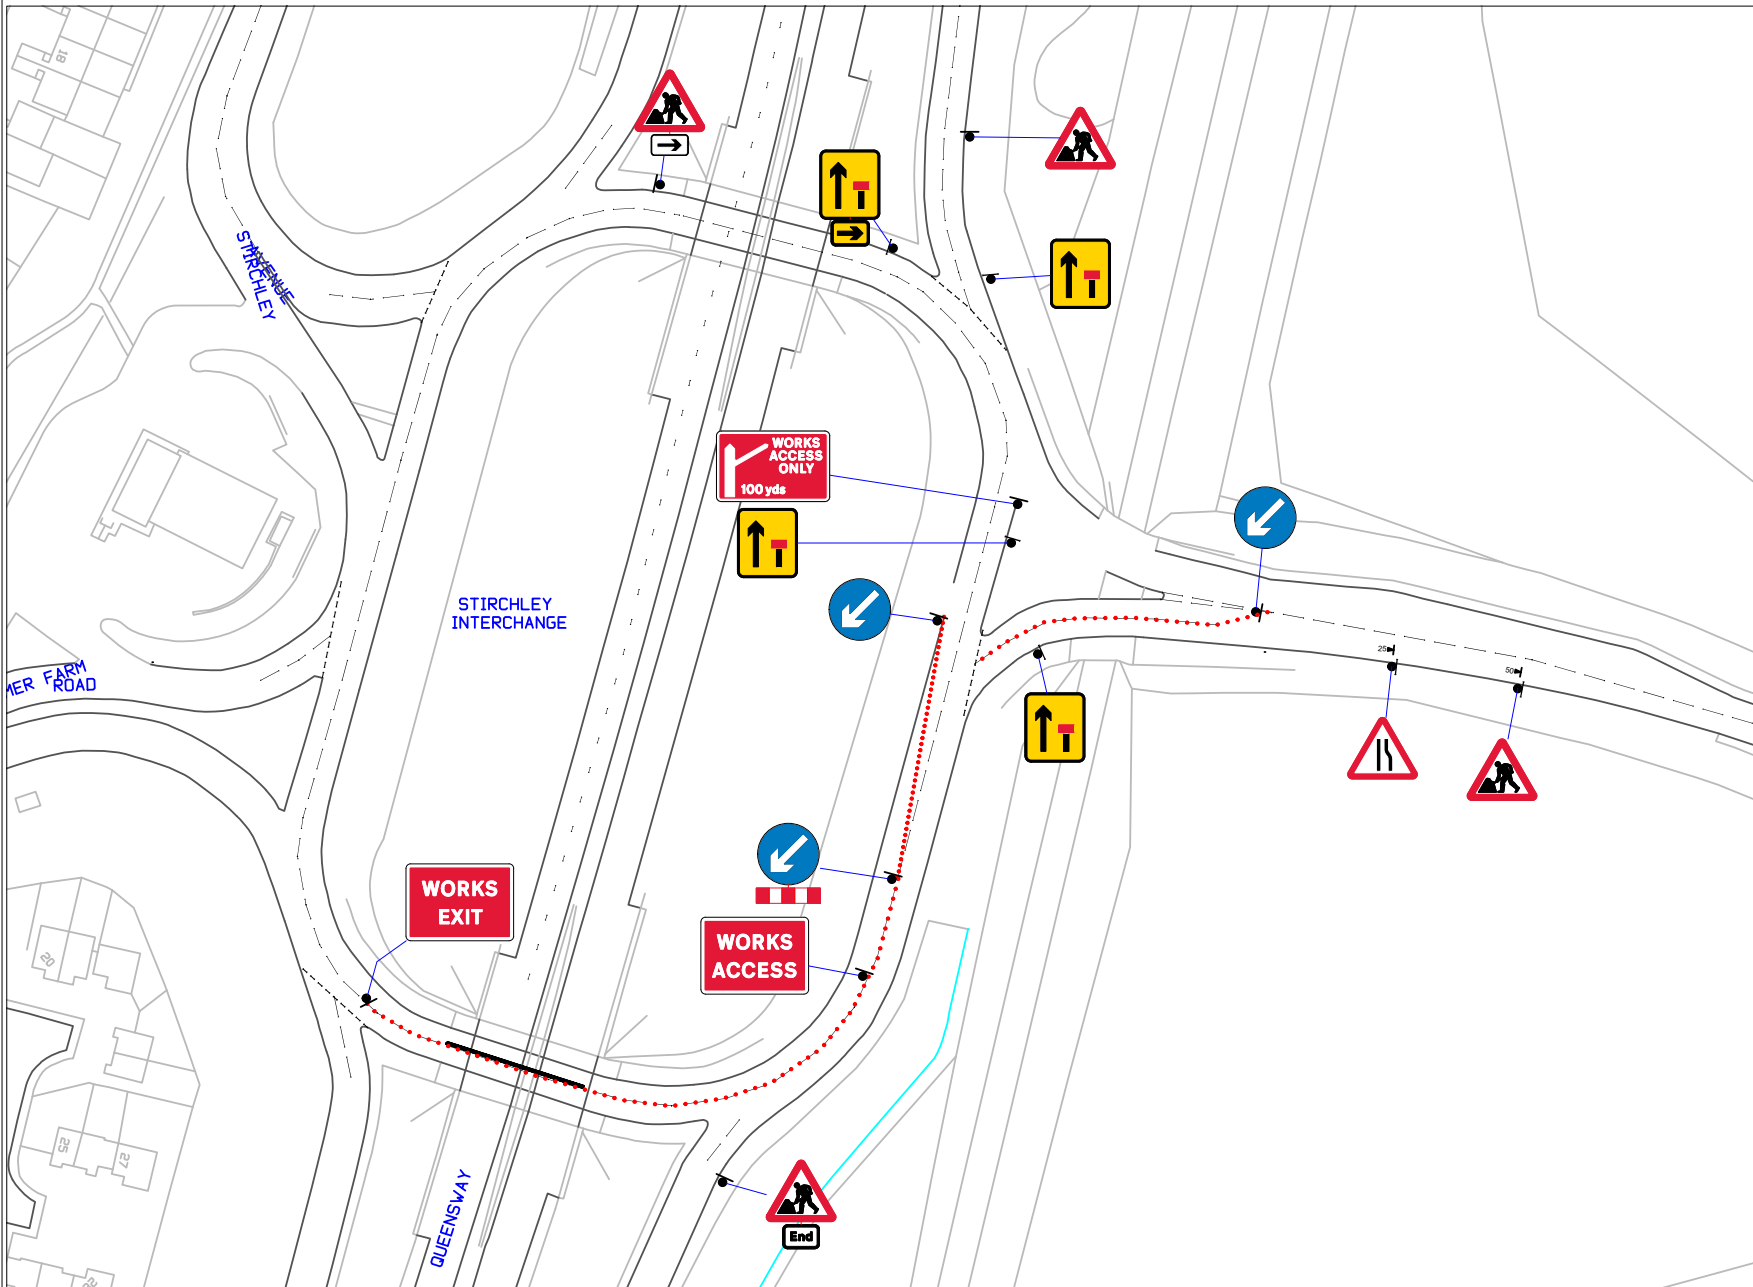 18
STIRCHLEY
AVENUE
WORKS
ACCESS
ONLY
100 yds
STIRCHLEY
INTERCHANGE
MER FARM
ROAD
25
50
WORKS
EXIT
WORKS
ACCESS
20
25
27
QUEENSWAY
End